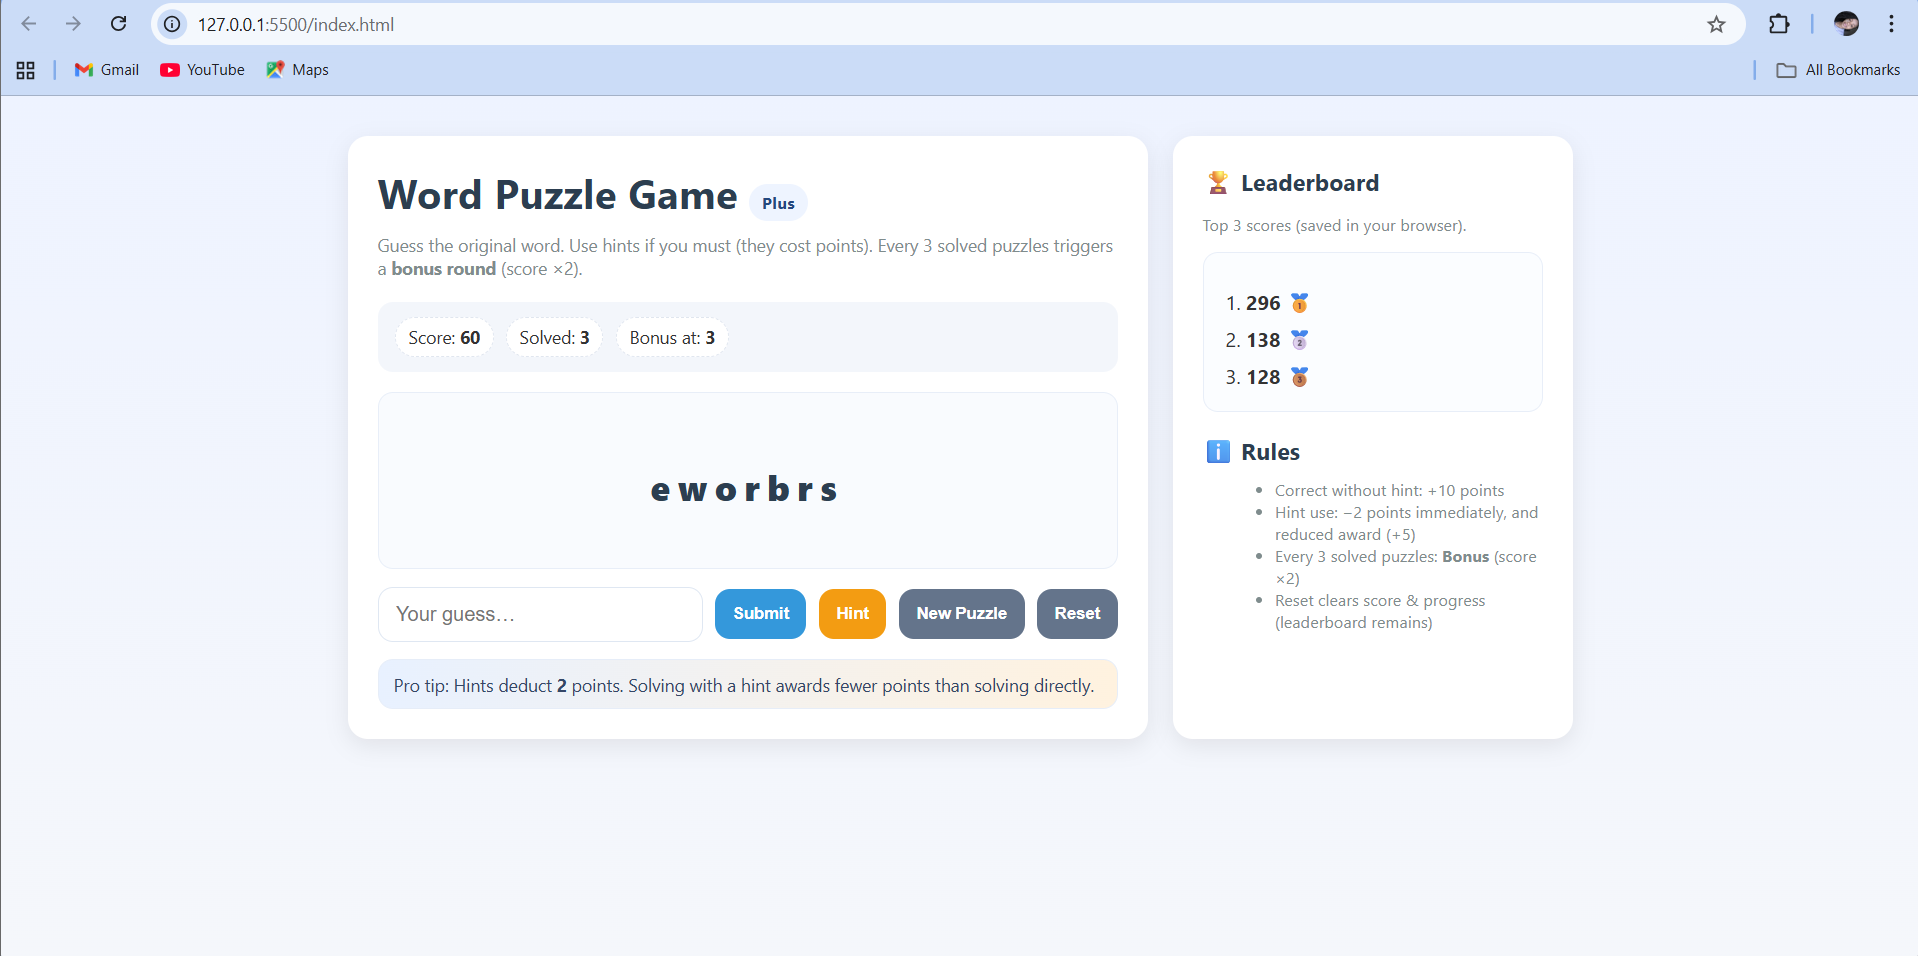 127.0.0.1:5500/index.html
Gmail YouTube Maps All Bookmarks
Word Puzzle Game Plus
Guess the original word. Use hints if you must (they cost points). Every 3 solved puzzles triggers
a bonus round (score ×2).
Score: 60 Solved: 3 Bonus at: 3
eworbrs
Your guess…
Submit Hint New Puzzle Reset
Pro tip: Hints deduct 2 points. Solving with a hint awards fewer points than solving directly.
🏆 Leaderboard
Top 3 scores (saved in your browser).
1. 296 🥇
2. 138 🥈
3. 128 🥉
ℹ️ Rules
• Correct without hint: +10 points
• Hint use: −2 points immediately, and
reduced award (+5)
• Every 3 solved puzzles: Bonus (score
×2)
• Reset clears score & progress
(leaderboard remains)